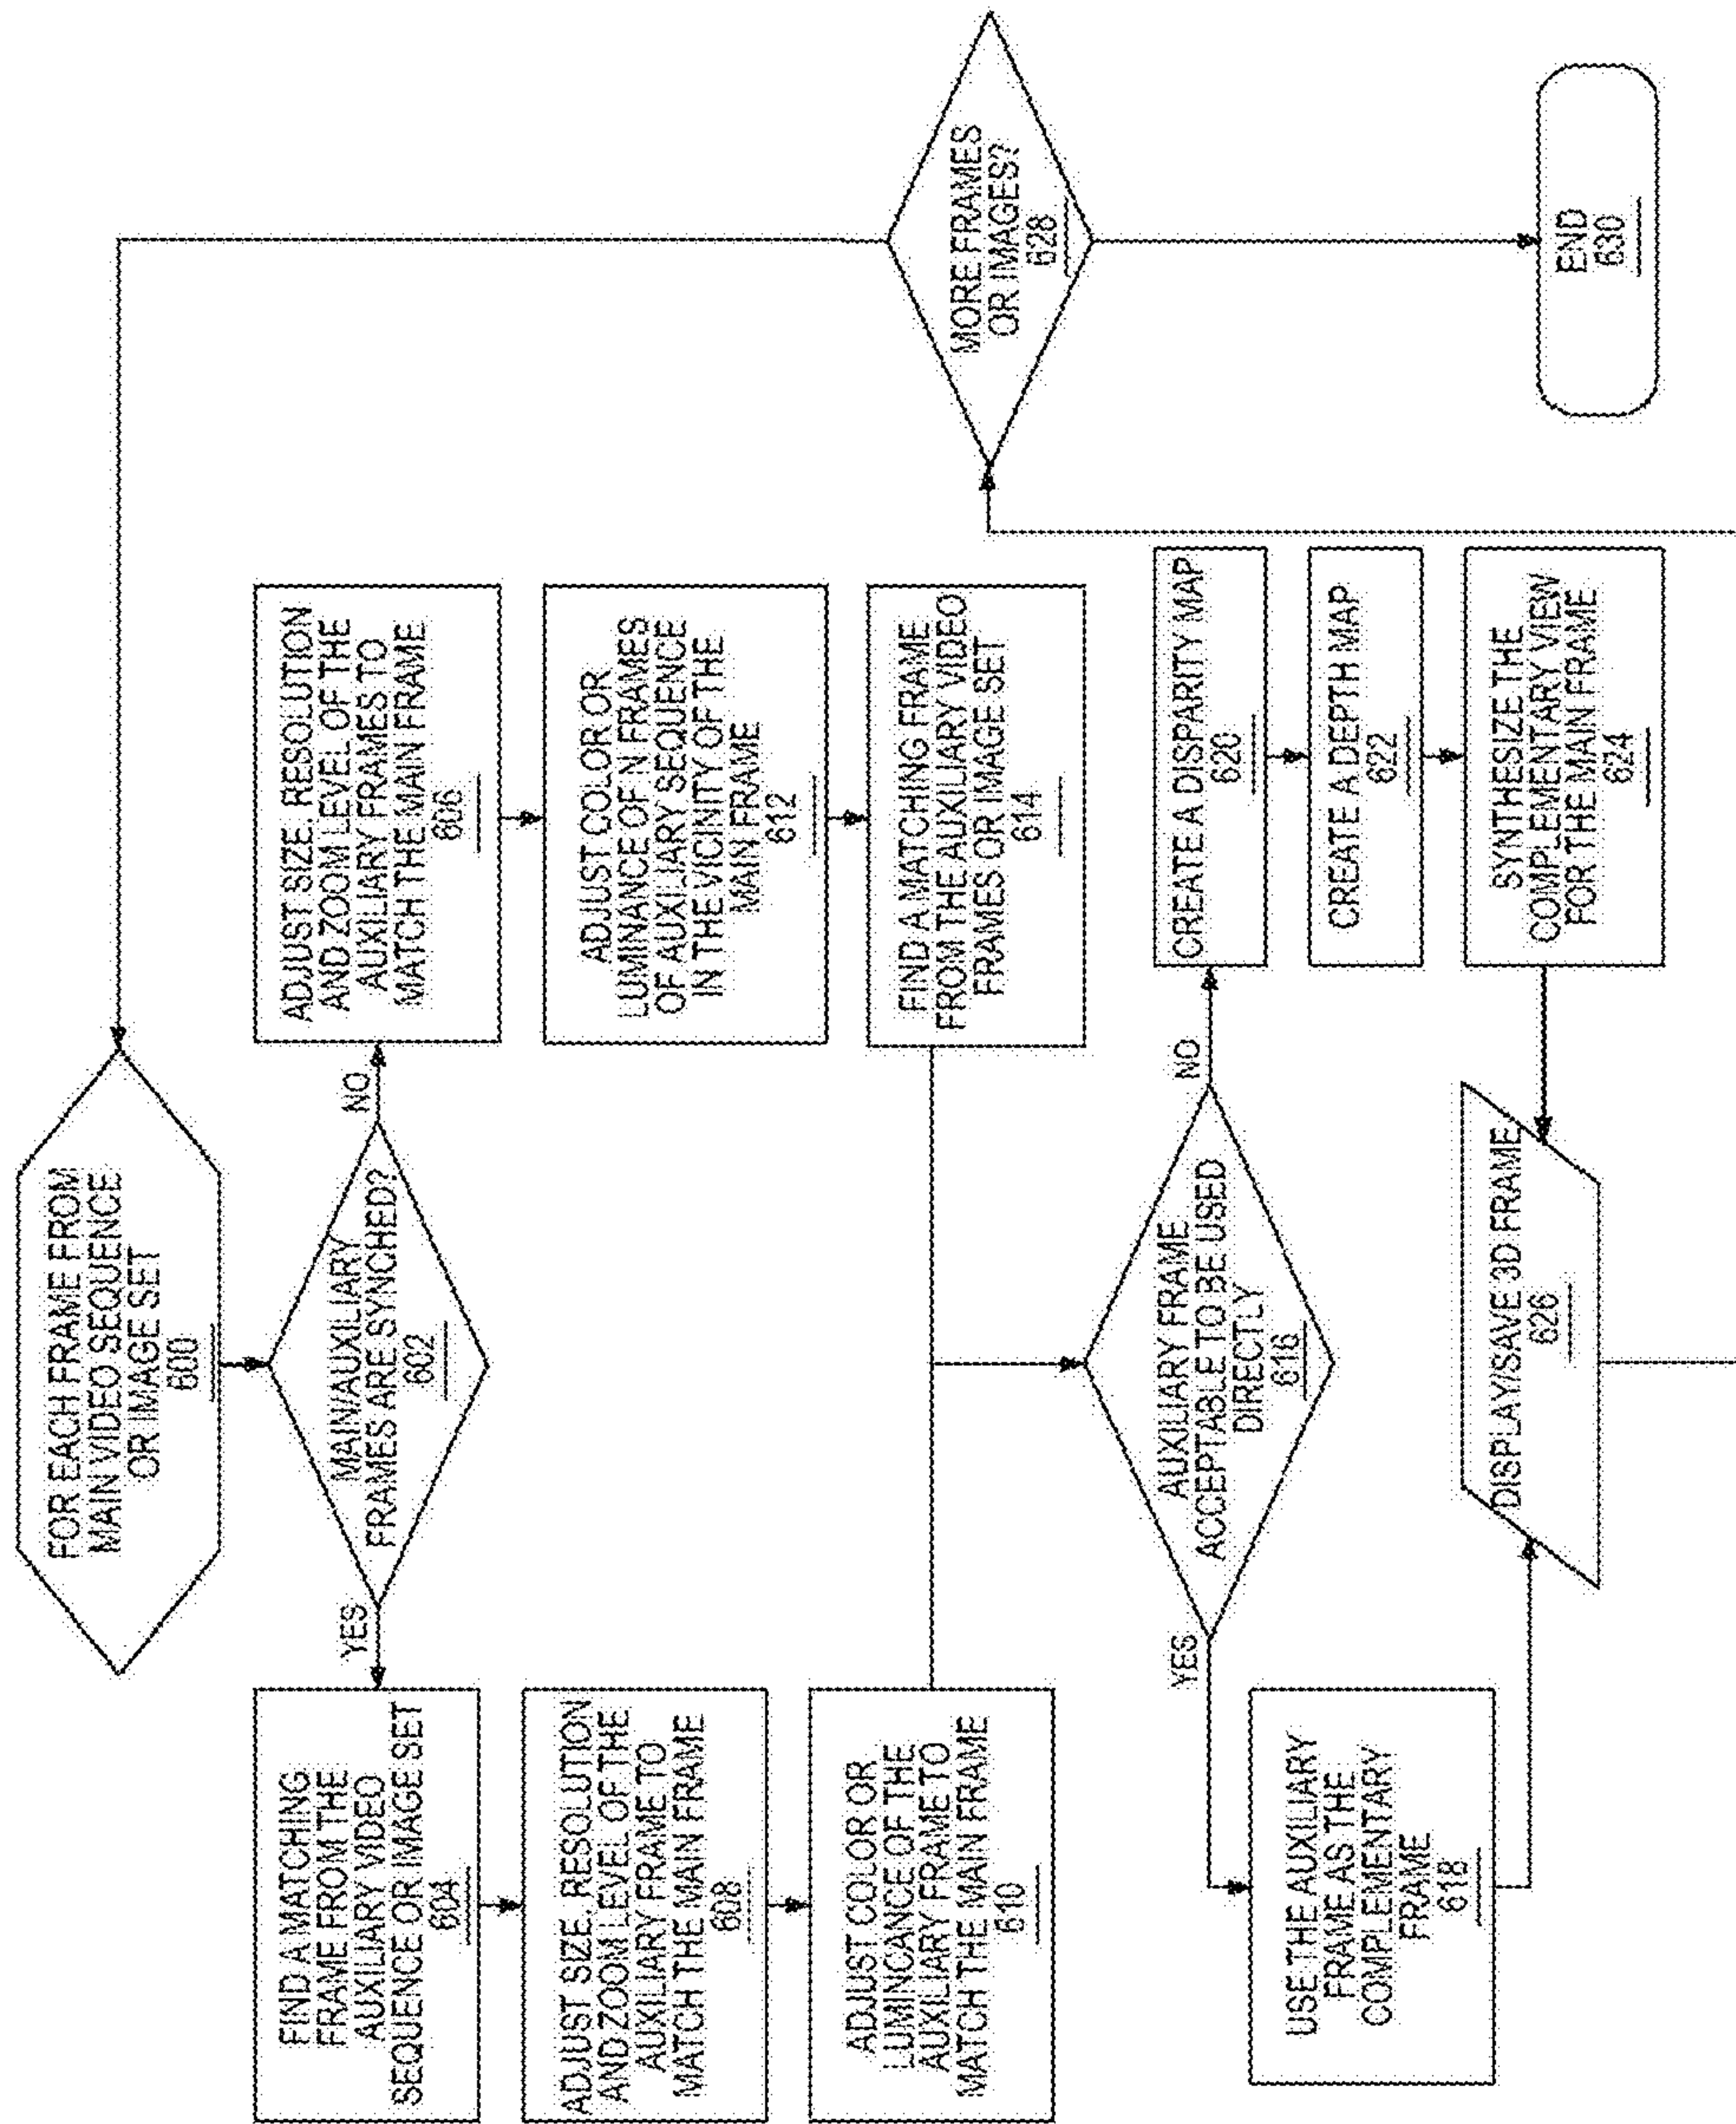 FOR EACH FRAME FROM
MAIN VIDEO SEQUENCE
OR IMAGE SET
600
MAIN/AUXILIARY
FRAMES ARE SYNCHED?
602
YES
NO
FIND A MATCHING
FRAME FROM THE
AUXILIARY VIDEO
SEQUENCE OR IMAGE SET
604
ADJUST SIZE, RESOLUTION
AND ZOOM LEVEL OF THE
AUXILIARY FRAME TO
MATCH THE MAIN FRAME
608
ADJUST COLOR OR
LUMINCANCE OF THE
AUXILIARY FRAME TO
MATCH THE MAIN FRAME
610
ADJUST SIZE, RESOLUTION
AND ZOOM LEVEL OF THE
AUXILIARY FRAMES TO
MATCH THE MAIN FRAME
606
ADJUST COLOR OR
LUMINANCE OF N FRAMES
OF AUXILIARY SEQUENCE
IN THE VICINITY OF THE
MAIN FRAME
612
FIND A MATCHING FRAME
FROM THE AUXILIARY VIDEO
FRAMES OR IMAGE SET
614
AUXILIARY FRAME
ACCEPTABLE TO BE USED
DIRECTLY
616
YES
NO
USE THE AUXILIARY
FRAME AS THE
COMPLEMENTARY
FRAME
618
CREATE A DISPARITY MAP
620
CREATE A DEPTH MAP
622
SYNTHESIZE THE
COMPLEMENTARY VIEW
FOR THE MAIN FRAME
624
DISPLAY/SAVE 3D FRAME
626
MORE FRAMES
OR IMAGES?
628
END
630